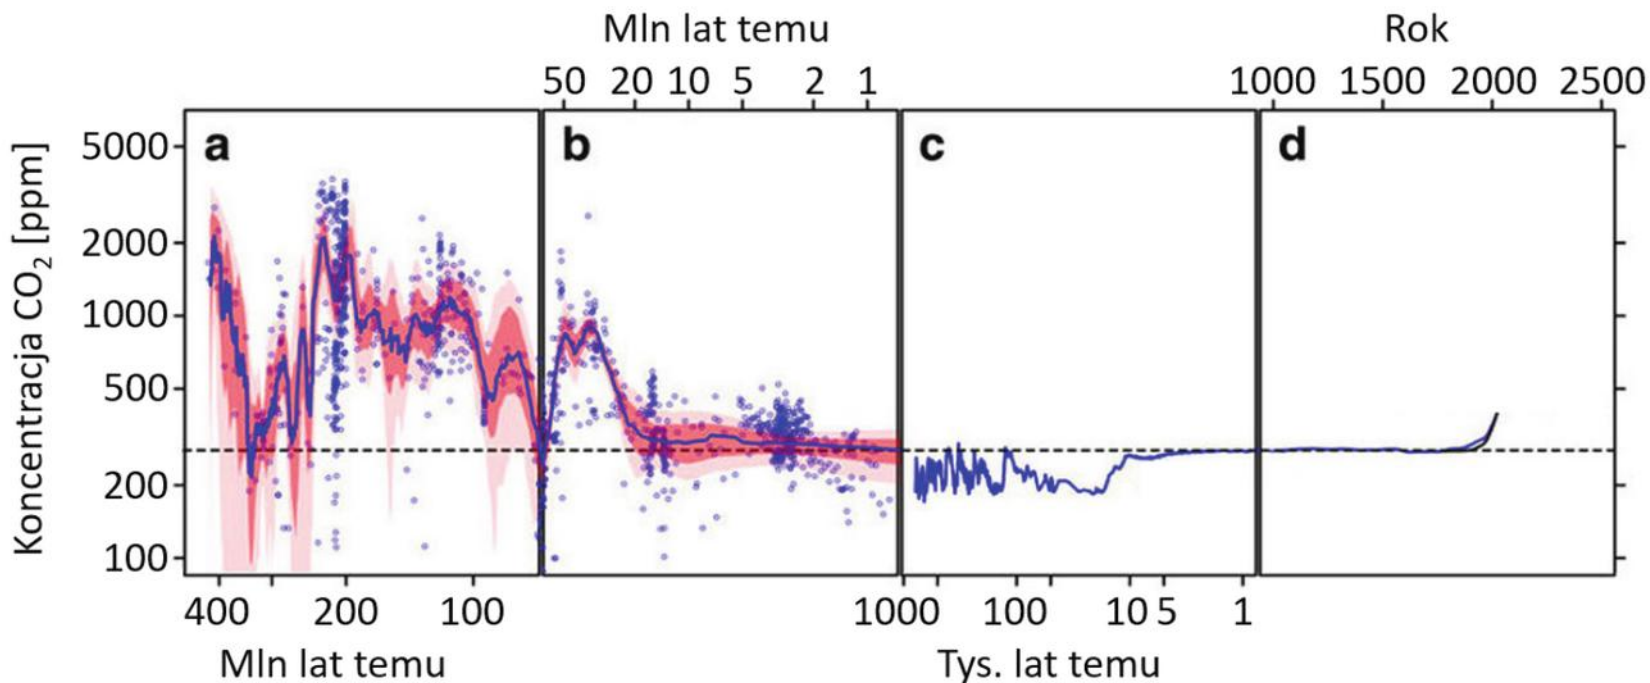 Mln lat temu
Rok
50 20 10 5 2 1
1000 1500 2000 2500
a
b
c
d
Koncentracja CO₂ [ppm]
5000
2000
1000
500
200
100
400 200 100
1000 100 10 5 1
Mln lat temu
Tys. lat temu